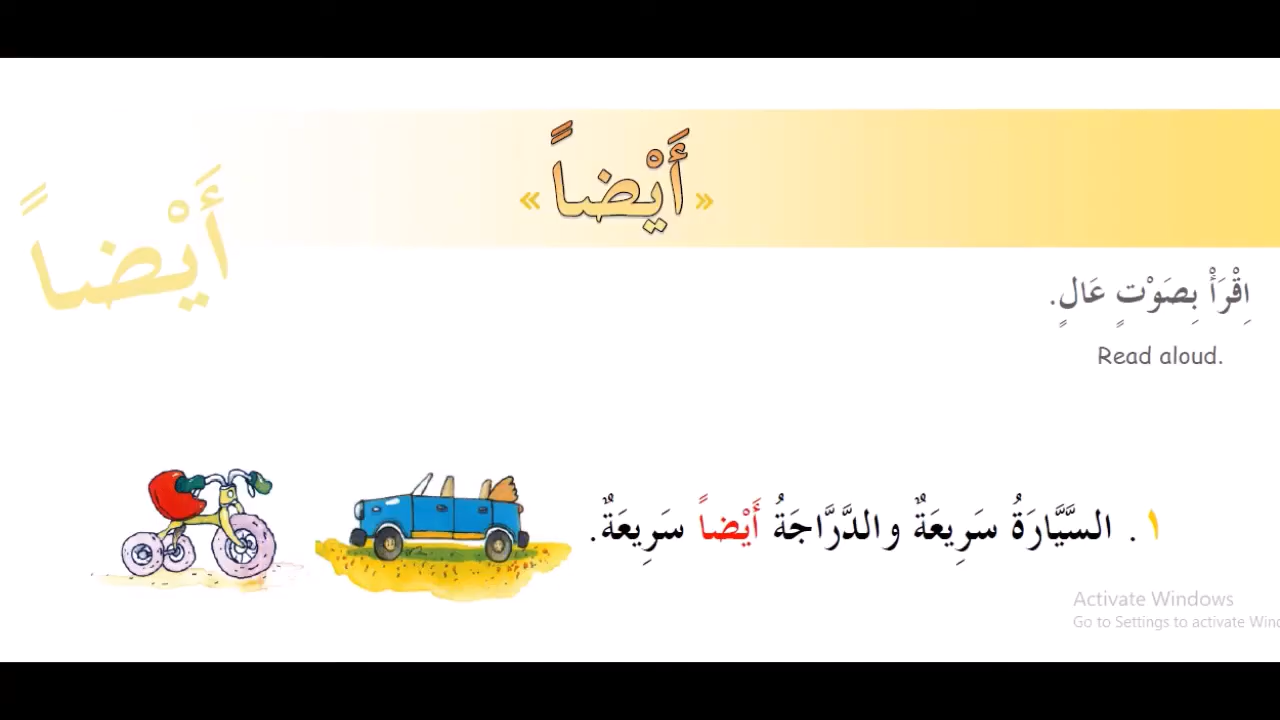 « أَيْضاً »
أَيْضاً
اِقْرَأْ بِصَوْتٍ عَالٍ.
Read aloud.
١ . السَّيَّارَةُ سَرِيعَةٌ والدَّرَّاجَةُ أَيْضاً سَرِيعَةٌ.
Activate Windows
Go to Settings to activate Wind